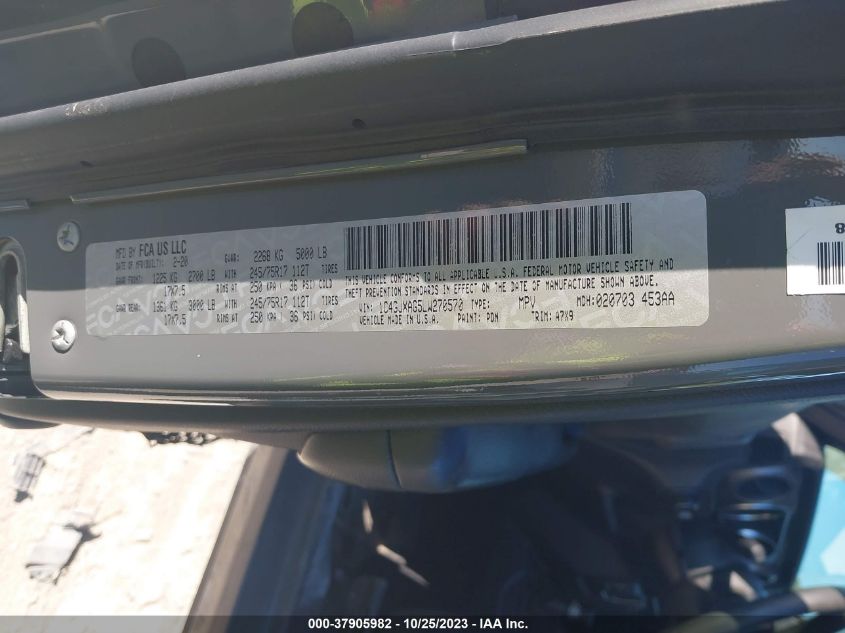 MFD BY FCA US LLC
DATE OF MFR(BUILT): 2-20 GVWR: 2268 KG 5000 LB
GAWR FRONT: 1225 KG 2700 LB WITH 245/75R17 112T TIRES
17X7.5 RIMS AT 250 KPA/ 36 PSI COLD
GAWR REAR: 1361 KG 3000 LB WITH 245/75R17 112T TIRES
17X7.5 RIMS AT 250 KPA/ 36 PSI COLD
THIS VEHICLE CONFORMS TO ALL APPLICABLE U.S.A. FEDERAL MOTOR VEHICLE SAFETY AND
THEFT PREVENTION STANDARDS IN EFFECT ON THE DATE OF MANUFACTURE SHOWN ABOVE.
VIN: 1C4GJXAG5LW270570 TYPE: MPV MDH:020703 453AA
VEHICLE MADE IN U.S.A. PAINT: PDN TRIM: A7X9
8
000-37905982 / 10/25/2023 - IAA Inc.